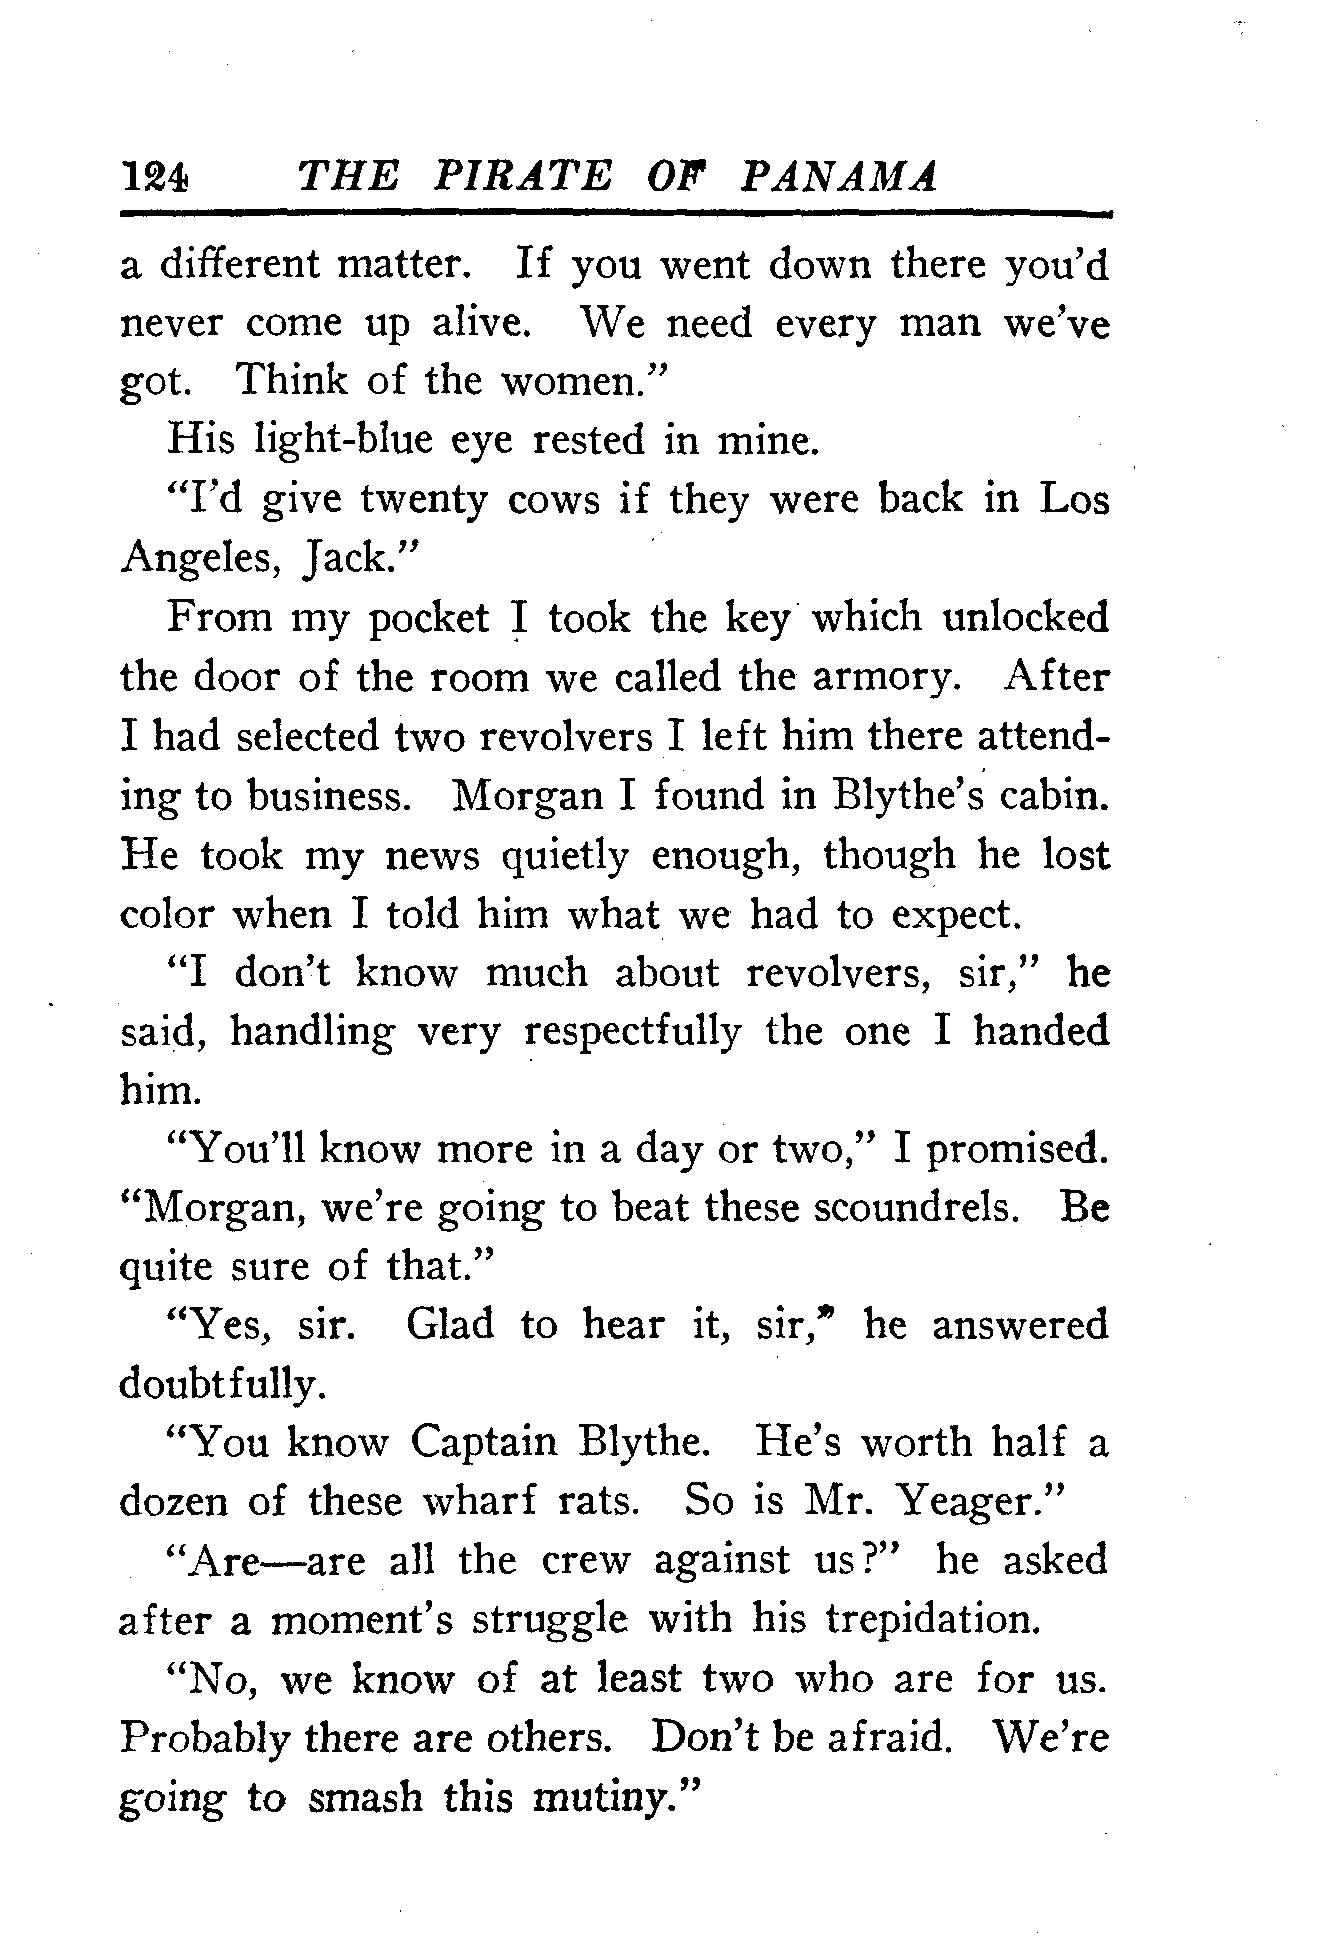 124 THE PIRATE OF PANAMA
a different matter. If you went down there you'd
never come up alive. We need every man we've
got. Think of the women."
His light-blue eye rested in mine.
"I'd give twenty cows if they were back in Los
Angeles, Jack."
From my pocket I took the key which unlocked
the door of the room we called the armory. After
I had selected two revolvers I left him there attend-
ing to business. Morgan I found in Blythe's cabin.
He took my news quietly enough, though he lost
color when I told him what we had to expect.
"I don't know much about revolvers, sir," he
said, handling very respectfully the one I handed
him.
"You'll know more in a day or two," I promised.
"Morgan, we're going to beat these scoundrels. Be
quite sure of that."
"Yes, sir. Glad to hear it, sir," he answered
doubtfully.
"You know Captain Blythe. He's worth half a
dozen of these wharf rats. So is Mr. Yeager."
"Are—are all the crew against us?" he asked
after a moment's struggle with his trepidation.
"No, we know of at least two who are for us.
Probably there are others. Don't be afraid. We're
going to smash this mutiny."